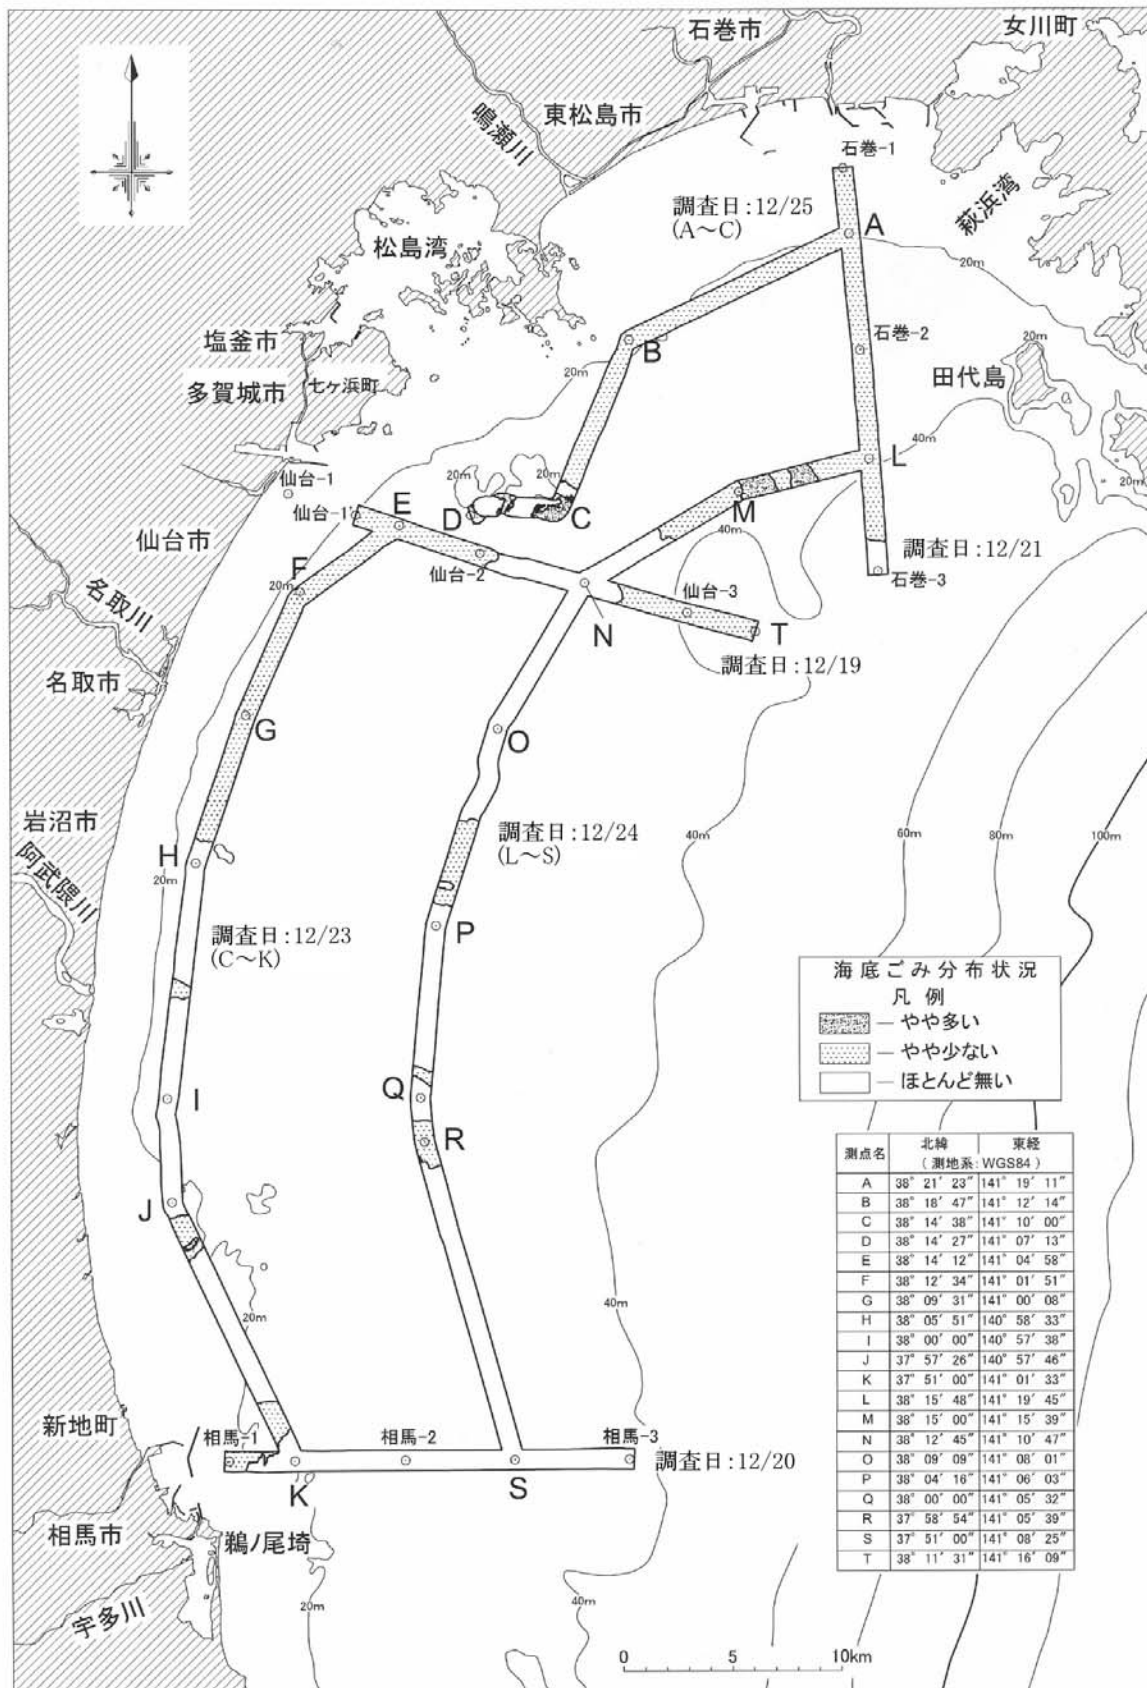 石巻市
女川町
東松島市
鳴瀬川
石巻-1
萩浜湾
調査日:12/25
(A~C)
A
松島湾
20m
石巻-2
20m
塩釜市
B
田代島
多賀城市
七ヶ浜町
20m
40m
L
20m
20m
20m
仙台-1
M
仙台-1'
E
D
C
40m
仙台市
調査日:12/21
仙台-2
石巻-3
F
20m
仙台-3
名取川
N
T
調査日:12/19
名取市
G
O
岩沼市
調査日:12/24
(L~S)
40m
60m
80m
100m
H
20m
阿武隈川
調査日:12/23
(C~K)
P
海底ごみ分布状況
凡 例
― やや多い
― やや少ない
― ほとんど無い
Q
I
R
J
測点名 北緯 東経
( 測地系:WGS84 )
A 38° 21′ 23″ 141° 19′ 11″
B 38° 18′ 47″ 141° 12′ 14″
C 38° 14′ 38″ 141° 10′ 00″
D 38° 14′ 27″ 141° 07′ 13″
E 38° 14′ 12″ 141° 04′ 58″
F 38° 12′ 34″ 141° 01′ 51″
G 38° 09′ 31″ 141° 00′ 08″
H 38° 05′ 51″ 140° 58′ 33″
I 38° 00′ 00″ 140° 57′ 38″
J 37° 57′ 26″ 140° 57′ 46″
K 37° 51′ 00″ 141° 01′ 33″
L 38° 15′ 48″ 141° 19′ 45″
M 38° 15′ 00″ 141° 15′ 39″
N 38° 12′ 45″ 141° 10′ 47″
O 38° 09′ 09″ 141° 08′ 01″
P 38° 04′ 16″ 141° 06′ 03″
Q 38° 00′ 00″ 141° 05′ 32″
R 37° 58′ 54″ 141° 05′ 39″
S 37° 51′ 00″ 141° 08′ 25″
T 38° 11′ 31″ 141° 16′ 09″
20m
40m
新地町
相馬-1
相馬-2
相馬-3
調査日:12/20
K
S
相馬市
鵜ノ尾埼
宇多川
20m
40m
0 5 10km